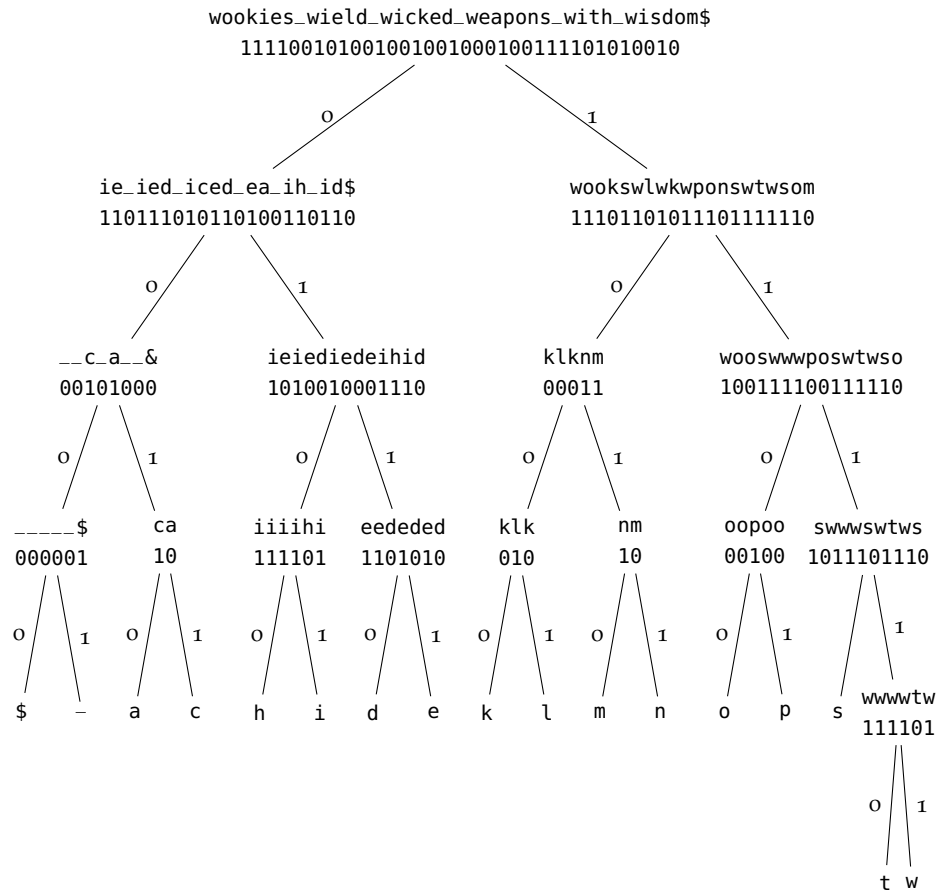 wookies_wield_wicked_weapons_with_wisdom$
111100101001001001000100111101010010
0 1
ie_ied_iced_ea_ih_id$ wookswlwkwponswtwsom
110111010110100110110 11101101011101111110
0 1 0 1
__c_a__& ieiediedeihid klknm wooswwwposwtwso
00101000 1010010001110 00011 100111100111110
0 1 0 1 0 1 0 1
_____$ ca iiiihi eededed klk nm oopoo swwwswtws
000001 10 111101 1101010 010 10 00100 1011101110
0 1 0 1 0 1 0 1 0 1 0 1 0 1 1
$ _ a c h i d e k l m n o p s wwwwtw
111101
0 1
t w